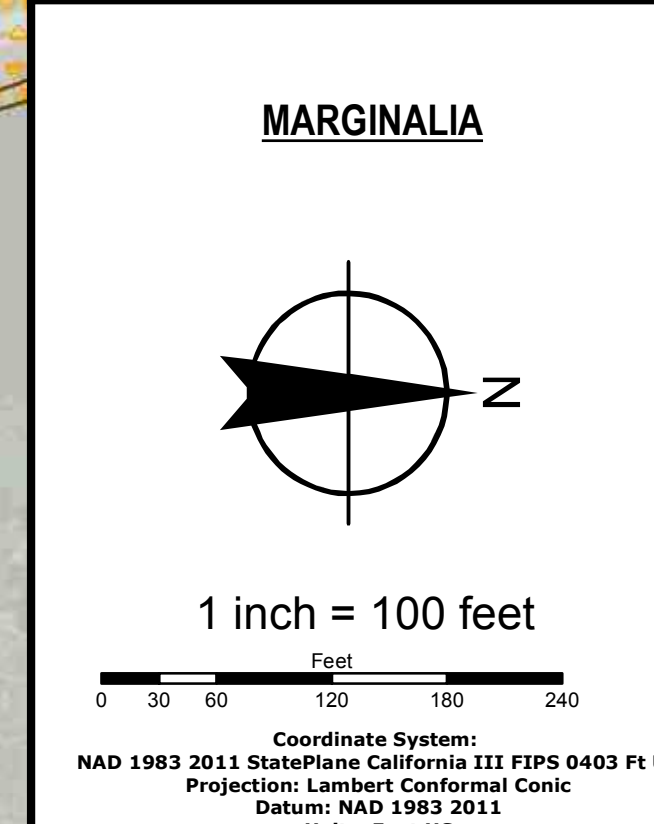 MARGINALIA
N
1 inch = 100 feet
Feet
0 30 60 120 180 240
Coordinate System:
NAD 1983 2011 StatePlane California III FIPS 0403 Ft
Projection: Lambert Conformal Conic
Datum: NAD 1983 2011